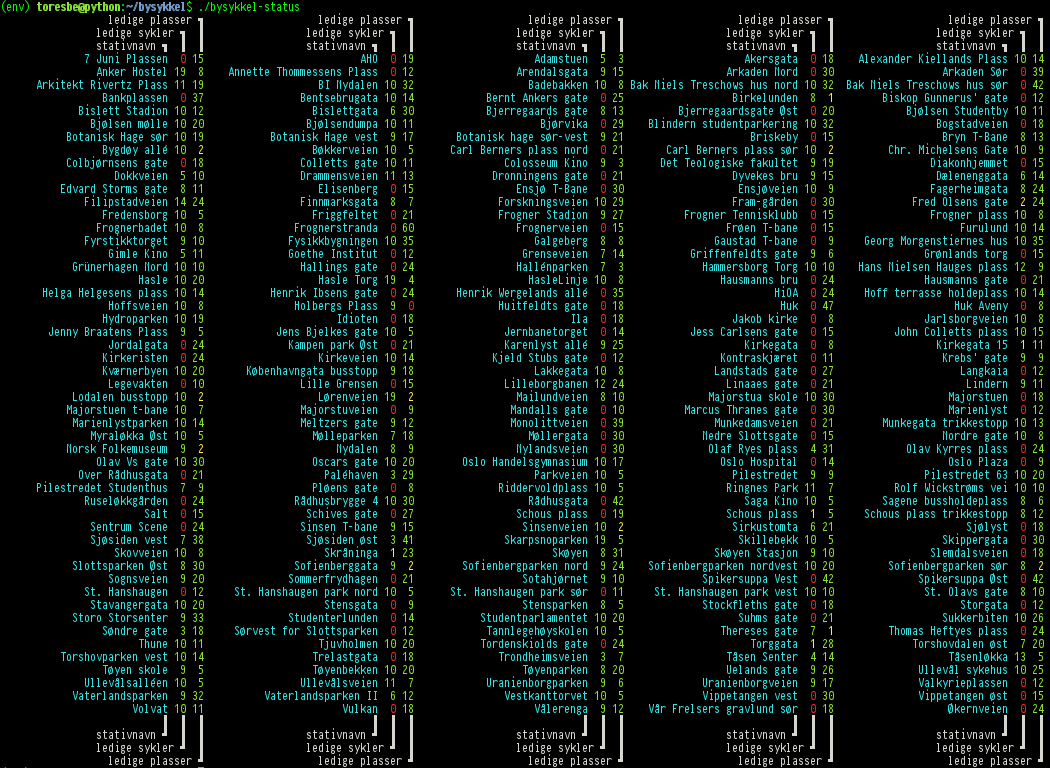 (env) toresbe@python:~/bysykkel$ ./bysykkel-status
ledige plasser ledige plasser ledige plasser ledige plasser ledige plasser
ledige sykler ledige sykler ledige sykler ledige sykler ledige sykler
stativnavn stativnavn stativnavn stativnavn stativnavn
7 Juni Plassen 0 15 AHO 0 19 Adamstuen 5 3 Akersgata 0 18 Alexander Kiellands Plass 10 14
Anker Hostel 19 8 Annette Thommessens Plass 0 12 Arendalsgata 9 15 Arkaden Nord 0 30 Arkaden Sør 0 39
Arkitekt Rivertz Plass 11 19 BI Nydalen 10 32 Badebakken 10 8 Bak Niels Treschows hus nord 10 32 Bak Niels Treschows hus sør 0 42
Bankplassen 0 37 Bentsebrugata 10 14 Bernt Ankers gate 0 25 Birkelunden 8 1 Biskop Gunnerus' gate 0 12
Bislett Stadion 10 12 Bislettgata 6 30 Bjerregaards gate 8 13 Bjerregaardsgate Øst 0 20 Bjølsen Studentby 10 11
Bjølsen mølle 10 20 Bjølsendumpa 10 11 Bjørvika 0 29 Blindern studentparkering 10 32 Bogstadveien 0 18
Botanisk Hage sør 10 19 Botanisk Hage vest 9 17 Botanisk hage sør-vest 9 21 Briskeby 0 15 Bryn T-Bane 8 13
Bygdøy allé 10 2 Bøkkerveien 10 5 Carl Berners plass nord 0 21 Carl Berners plass sør 10 2 Chr. Michelsens Gate 10 9
Colbjørnsens gate 0 18 Colletts gate 10 11 Colosseum Kino 9 3 Det Teologiske fakultet 9 19 Diakonhjemmet 0 15
Dokkveien 5 10 Drammensveien 11 13 Dronningens gate 0 21 Dyvekes bru 9 15 Dælenenggata 6 14
Edvard Storms gate 8 11 Elisenberg 0 15 Ensjø T-Bane 0 30 Ensjøveien 10 9 Fagerheimgata 8 24
Filipstadveien 14 24 Finnmarksgata 8 7 Forskningsveien 10 29 Fram-gården 0 30 Fred Olsens gate 2 24
Fredensborg 10 5 Friggfeltet 0 21 Frogner Stadion 9 27 Frogner Tennisklubb 0 15 Frogner plass 10 8
Frognerbadet 10 8 Frognerstranda 0 60 Frognerveien 0 15 Frøen T-bane 0 15 Furulund 10 14
Fyrstikktorget 9 10 Fysikkbygningen 10 35 Galgeberg 8 8 Gaustad T-bane 0 9 Georg Morgenstiernes hus 10 35
Gimle Kino 5 11 Goethe Institut 0 12 Grenseveien 7 14 Griffenfeldts gate 9 6 Grønlands torg 0 15
Grünerhagen Nord 10 10 Hallings gate 0 24 Hallénparken 7 3 Hammersborg Torg 10 10 Hans Nielsen Hauges plass 12 9
Hasle 10 20 Hasle Torg 19 4 HasleLinje 10 8 Hausmanns bru 0 24 Hausmanns gate 0 21
Helga Helgesens plass 10 14 Henrik Ibsens gate 0 24 Henrik Wergelands allé 0 35 HiOA 0 24 Hoff terrasse holdeplass 10 14
Hoffsveien 10 8 Holbergs Plass 9 0 Huitfeldts gate 0 18 Huk 0 47 Huk Aveny 0 8
Hydroparken 10 19 Idioten 0 18 Ila 0 18 Jakob kirke 0 8 Jarlsborgveien 10 8
Jenny Braatens Plass 9 5 Jens Bjelkes gate 10 5 Jernbanetorget 0 14 Jess Carlsens gate 0 15 John Colletts plass 10 15
Jordalgata 0 24 Kampen park Øst 0 21 Karenlyst allé 9 25 Kirkegata 0 8 Kirkegata 15 1 11
Kirkeristen 0 24 Kirkeveien 10 14 Kjeld Stubs gate 0 12 Kontraskjæret 0 11 Krebs' gate 9 9
Kværnerbyen 10 20 Københavngata busstopp 9 18 Lakkegata 10 8 Landstads gate 0 27 Langkaia 0 12
Legevakten 0 10 Lille Grensen 0 15 Lilleborgbanen 12 24 Linaaes gate 0 21 Lindern 9 11
Lodalen busstopp 10 2 Lørenveien 19 2 Mailundveien 8 10 Majorstua skole 10 30 Majorstuen 0 18
Majorstuen t-bane 10 7 Majorstuveien 0 9 Mandalls gate 0 10 Marcus Thranes gate 0 30 Marienlyst 0 12
Marienlystparken 10 14 Meltzers gate 9 12 Monolittveien 0 39 Munkedamsveien 0 21 Munkegata trikkestopp 10 13
Myraløkka Øst 10 5 Mølleparken 7 18 Møllergata 0 30 Nedre Slottsgate 0 15 Nordre gate 10 8
Norsk Folkemuseum 9 2 Nydalen 8 9 Nylandsveien 0 30 Olaf Ryes plass 4 31 Olav Kyrres plass 0 24
Olav Vs gate 10 30 Oscars gate 10 20 Oslo Handelsgymnasium 10 17 Oslo Hospital 0 14 Oslo Plaza 0 9
Over Rådhusgata 0 21 Paléhaven 3 29 Parkveien 10 5 Pilestredet 9 9 Pilestredet 63 10 20
Pilestredet Studenthus 7 9 Pløens gate 0 8 Riddervoldplass 10 5 Ringnes Park 11 7 Rolf Wickstrøms vei 10 10
Ruseløkkgården 0 24 Rådhusbrygge 4 10 30 Rådhusgata 0 42 Saga Kino 10 5 Sagene bussholdeplass 8 6
Salt 0 15 Schives gate 0 27 Schous plass 0 19 Schous plass 1 5 Schous plass trikkestopp 8 12
Sentrum Scene 0 24 Sinsen T-bane 9 15 Sinsenveien 10 2 Sirkustomta 6 21 Sjølyst 0 18
Sjøsiden vest 7 38 Sjøsiden øst 3 41 Skarpsnoparken 19 5 Skillebekk 10 5 Skippergata 0 30
Skovveien 10 8 Skråninga 1 23 Skøyen 8 31 Skøyen Stasjon 9 10 Slemdalsveien 0 18
Slottsparken Øst 8 30 Sofienberggata 9 2 Sofienbergparken nord 9 24 Sofienbergparken nordvest 10 20 Sofienbergparken sør 8 2
Sognsveien 9 20 Sommerfrydhagen 0 21 Sotahjørnet 9 10 Spikersuppa Vest 0 42 Spikersuppa Øst 0 42
St. Hanshaugen 0 12 St. Hanshaugen park nord 10 5 St. Hanshaugen park sør 0 11 St. Hanshaugen park vest 10 10 St. Olavs gate 8 10
Stavangergata 10 20 Stensgata 0 9 Stensparken 8 5 Stockfleths gate 0 18 Storgata 0 12
Storo Storsenter 9 33 Studenterlunden 0 14 Studentparlamentet 10 20 Suhms gate 0 21 Sukkerbiten 10 26
Søndre gate 3 18 Sørvest for Slottsparken 0 12 Tannlegehøyskolen 10 5 Thereses gate 7 1 Thomas Heftyes plass 0 24
Thune 10 11 Tjuvholmen 10 20 Tordenskiolds gate 0 24 Torggata 1 28 Torshovdalen øst 7 20
Torshovparken vest 10 14 Trelastgata 0 18 Trondheimsveien 3 7 Tåsen Senter 4 14 Tåsenløkka 13 5
Tøyen skole 9 5 Tøyenbekken 10 20 Tøyenparken 8 20 Uelands gate 9 26 Ullevål sykehus 10 25
Ullevålsalléen 10 5 Ullevålsveien 11 7 Uranienborgparken 9 6 Uranienborgveien 9 17 Valkyrieplassen 0 12
Vaterlandsparken 9 32 Vaterlandsparken II 6 12 Vestkanttorvet 10 5 Vippetangen vest 0 30 Vippetangen øst 0 15
Volvat 10 11 Vulkan 0 18 Vålerenga 9 12 Vår Frelsers gravlund sør 0 18 Økernveien 0 24
stativnavn stativnavn stativnavn stativnavn stativnavn
ledige sykler ledige sykler ledige sykler ledige sykler ledige sykler
ledige plasser ledige plasser ledige plasser ledige plasser ledige plasser